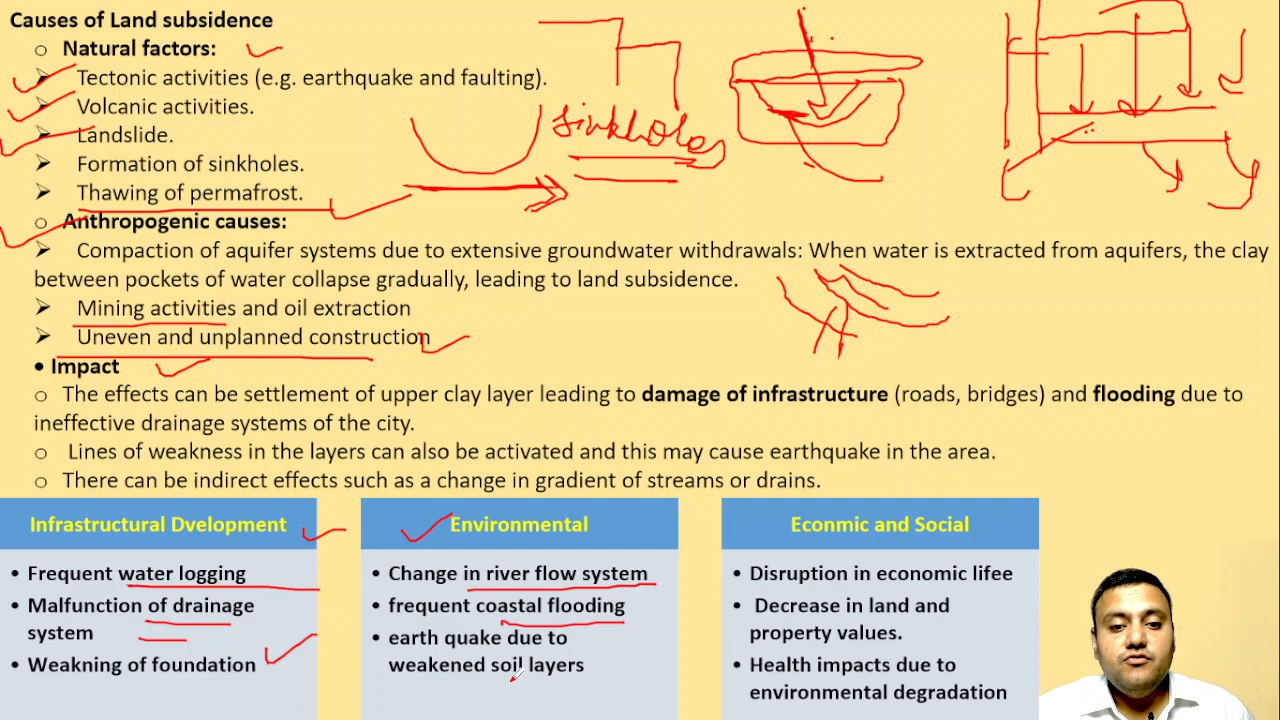 Causes of Land subsidence
o Natural factors:
➢ Tectonic activities (e.g. earthquake and faulting).
➢ Volcanic activities.
➢ Landslide.
➢ Formation of sinkholes.
➢ Thawing of permafrost.
sinkholes
o Anthropogenic causes:
➢ Compaction of aquifer systems due to extensive groundwater withdrawals: When water is extracted from aquifers, the clay
between pockets of water collapse gradually, leading to land subsidence.
➢ Mining activities and oil extraction
➢ Uneven and unplanned construction
• Impact
o The effects can be settlement of upper clay layer leading to damage of infrastructure (roads, bridges) and flooding due to
ineffective drainage systems of the city.
o Lines of weakness in the layers can also be activated and this may cause earthquake in the area.
o There can be indirect effects such as a change in gradient of streams or drains.
Infrastructural Dvelopment
• Frequent water logging
• Malfunction of drainage
system
• Weakning of foundation
Environmental
• Change in river flow system
• frequent coastal flooding
• earth quake due to
weakened soil layers
Econmic and Social
• Disruption in economic lifee
• Decrease in land and
property values.
• Health impacts due to
environmental degradation